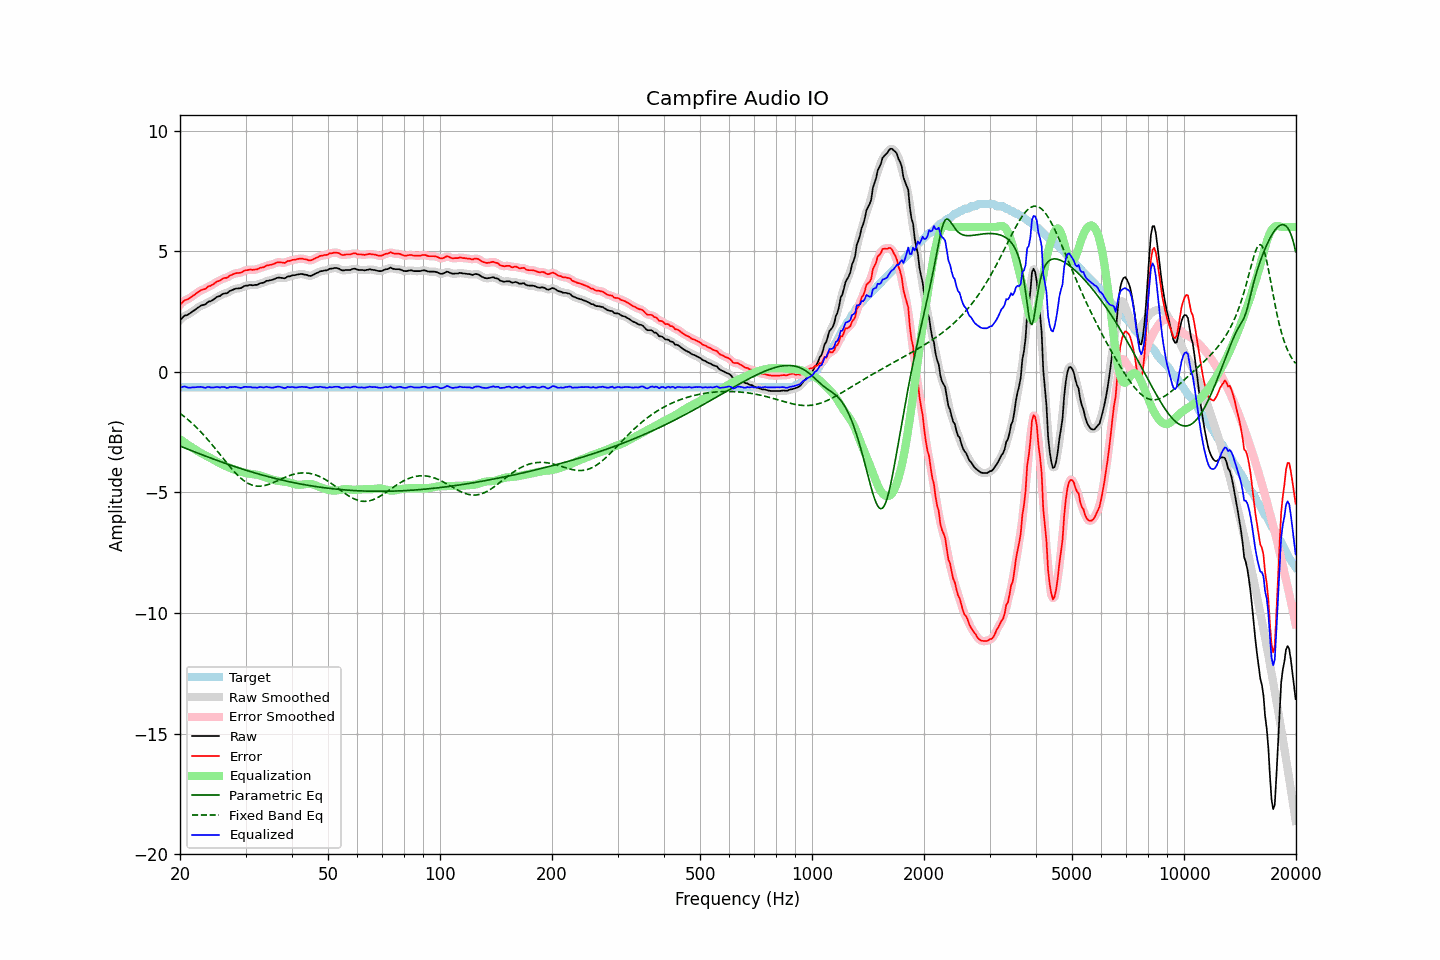 Campfire Audio IO
10
5
0
−5
−10
−15
−20
Amplitude (dBr)
Target
Raw Smoothed
Error Smoothed
Raw
Error
Equalization
Parametric Eq
Fixed Band Eq
Equalized
20 50 100 200 500 1000 2000 5000 10000 20000
Frequency (Hz)